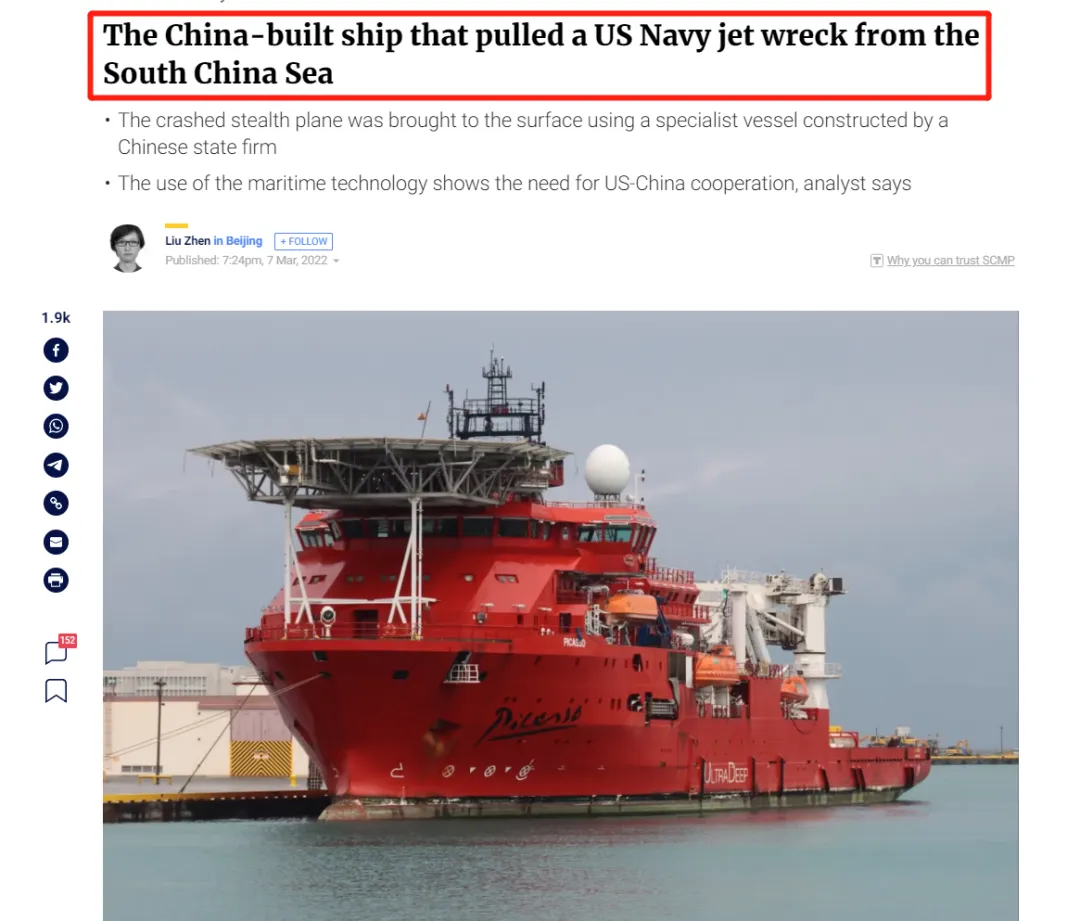 The China-built ship that pulled a US Navy jet wreck from the
South China Sea
• The crashed stealth plane was brought to the surface using a specialist vessel constructed by a
Chinese state firm
• The use of the maritime technology shows the need for US-China cooperation, analyst says
Liu Zhen in Beijing + FOLLOW
Published: 7:24pm, 7 Mar, 2022
Why you can trust SCMP
1.9k
152
PICASSO
Picasso
ULTRADEEP